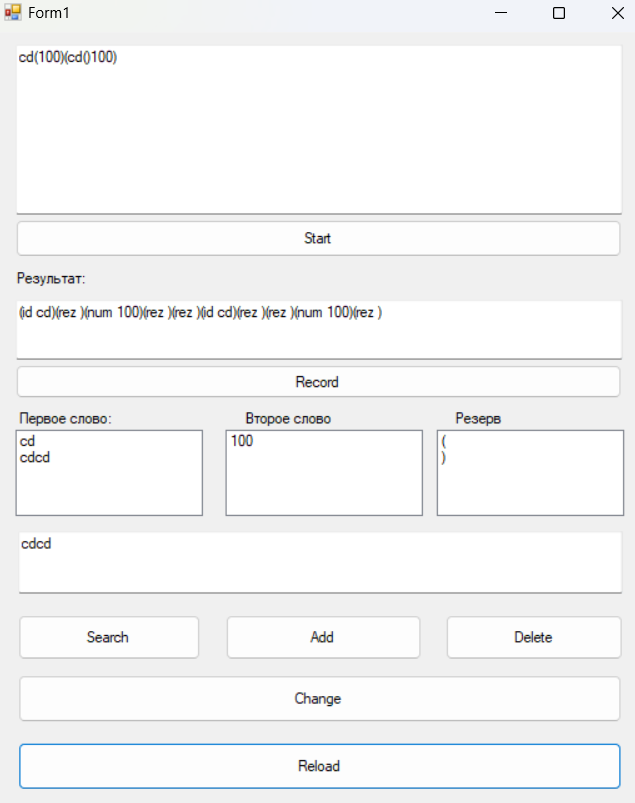 Form1
cd(100)(cd()100)
Start
Результат:
(id cd)(rez )(num 100)(rez )(rez )(id cd)(rez )(rez )(num 100)(rez )
Record
Первое слово: Второе слово Резерв
cd 100 (
cdcd )
cdcd
Search Add Delete
Change
Reload